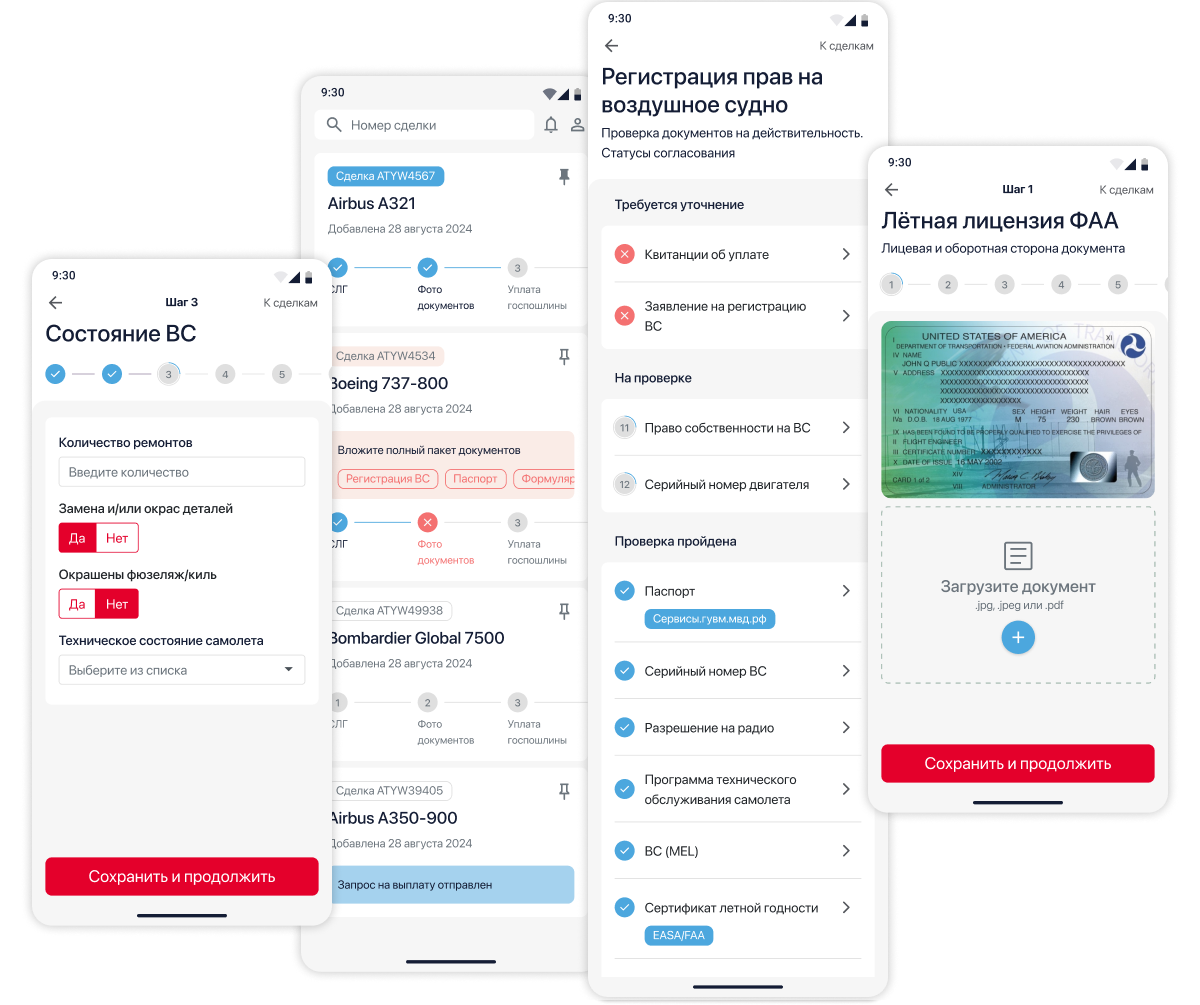 9:30
Шаг 3
К сделкам
Состояние ВС
3
4
5
Количество ремонтов
Введите количество
Замена и/или окрас деталей
Да
Нет
Окрашены фюзеляж/киль
Да
Нет
Техническое состояние самолета
Выберите из списка
Сохранить и продолжить
9:30
Номер сделки
Сделка ATYW4567
Airbus A321
Добавлена 28 августа 2024
3
СЛГ
Фото
документов
Уплата
госпошлины
Сделка ATYW4534
Boeing 737-800
Добавлена 28 августа 2024
Вложите полный пакет документов
Регистрация ВС
Паспорт
Формуляр
3
СЛГ
Фото
документов
Уплата
госпошлины
Сделка ATYW49938
Bombardier Global 7500
Добавлена 28 августа 2024
1
2
3
СЛГ
Фото
документов
Уплата
госпошлины
Сделка ATYW39405
Airbus A350-900
Добавлена 28 августа 2024
Запрос на выплату отправлен
9:30
К сделкам
Регистрация прав на
воздушное судно
Проверка документов на действительность.
Статусы согласования
Требуется уточнение
Квитанции об уплате
Заявление на регистрацию
ВС
На проверке
11
Право собственности на ВС
12
Серийный номер двигателя
Проверка пройдена
Паспорт
Сервисы.гувм.мвд.рф
Серийный номер ВС
Разрешение на радио
Программа технического
обслуживания самолета
ВС (MEL)
Сертификат летной годности
EASA/FAA
9:30
Шаг 1
К сделкам
Лётная лицензия ФАА
Лицевая и оборотная сторона документа
1
2
3
4
5
I UNITED STATES OF AMERICA XI
DEPARTMENT OF TRANSPORTATION • FEDERAL AVIATION ADMINISTRATION
IV NAME
JOHN Q PUBLIC XXXXXXXXXXXXXXXXXXXXXXX
V ADDRESS XXXXXXXXXXXXXXXXXXXXXXXXXX
XXXXXXXXXXXXXXXXXXXXXXXXXX
XXXXXXXXXXXXXXXXXXXXXXXXXX
XXXXXXXXXXXXXXXXXX
VI NATIONALITY USA SEX HEIGHT WEIGHT HAIR EYES
IVa D.O.B. 18 AUG 1977 M 75 230 BROWN BROWN
IX HAS BEEN FOUND TO BE PROPERLY QUALIFIED TO EXERCISE THE PRIVILEGES OF
II FLIGHT ENGINEER
III CERTIFICATE NUMBER XXXXXXXXXXX
X DATE OF ISSUE 16 MAY 2002
XIV
CARD 1 of 2 VIII ADMINISTRATOR
Загрузите документ
.jpg, .jpeg или .pdf
Сохранить и продолжить